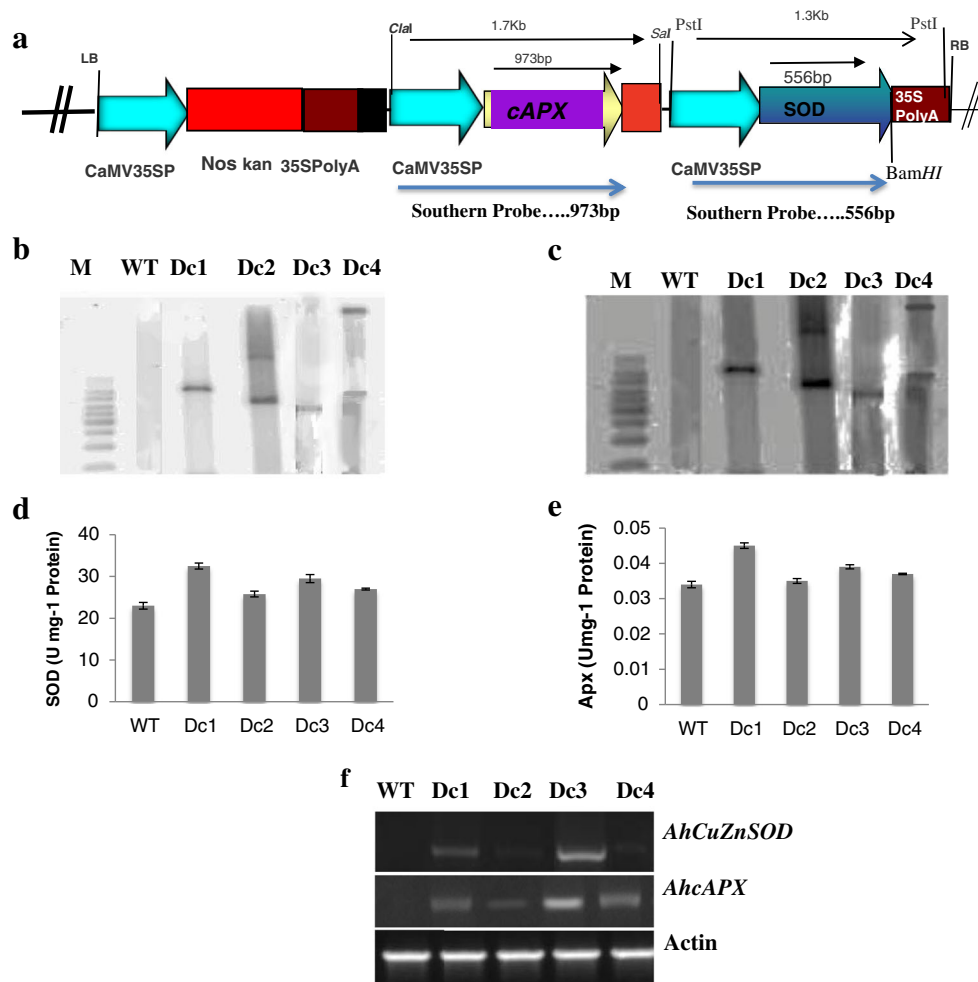 a
LB
ClaI
1.7Kb
SalI
PstI
1.3Kb
PstI
RB
973bp
556bp
cAPX
SOD
35S
PolyA
CaMV35SP
Nos kan
35SPolyA
CaMV35SP
CaMV35SP
BamHI
Southern Probe.....973bp
Southern Probe.....556bp
b
M WT Dc1 Dc2 Dc3 Dc4
c
M WT Dc1 Dc2 Dc3 Dc4
d
SOD (U mg-1 Protein)
40
30
20
10
0
WT Dc1 Dc2 Dc3 Dc4
e
Apx (Umg-1 Protein)
0.05
0.04
0.03
0.02
0.01
0
WT Dc1 Dc2 Dc3 Dc4
f
WT Dc1 Dc2 Dc3 Dc4
AhCuZnSOD
AhcAPX
Actin